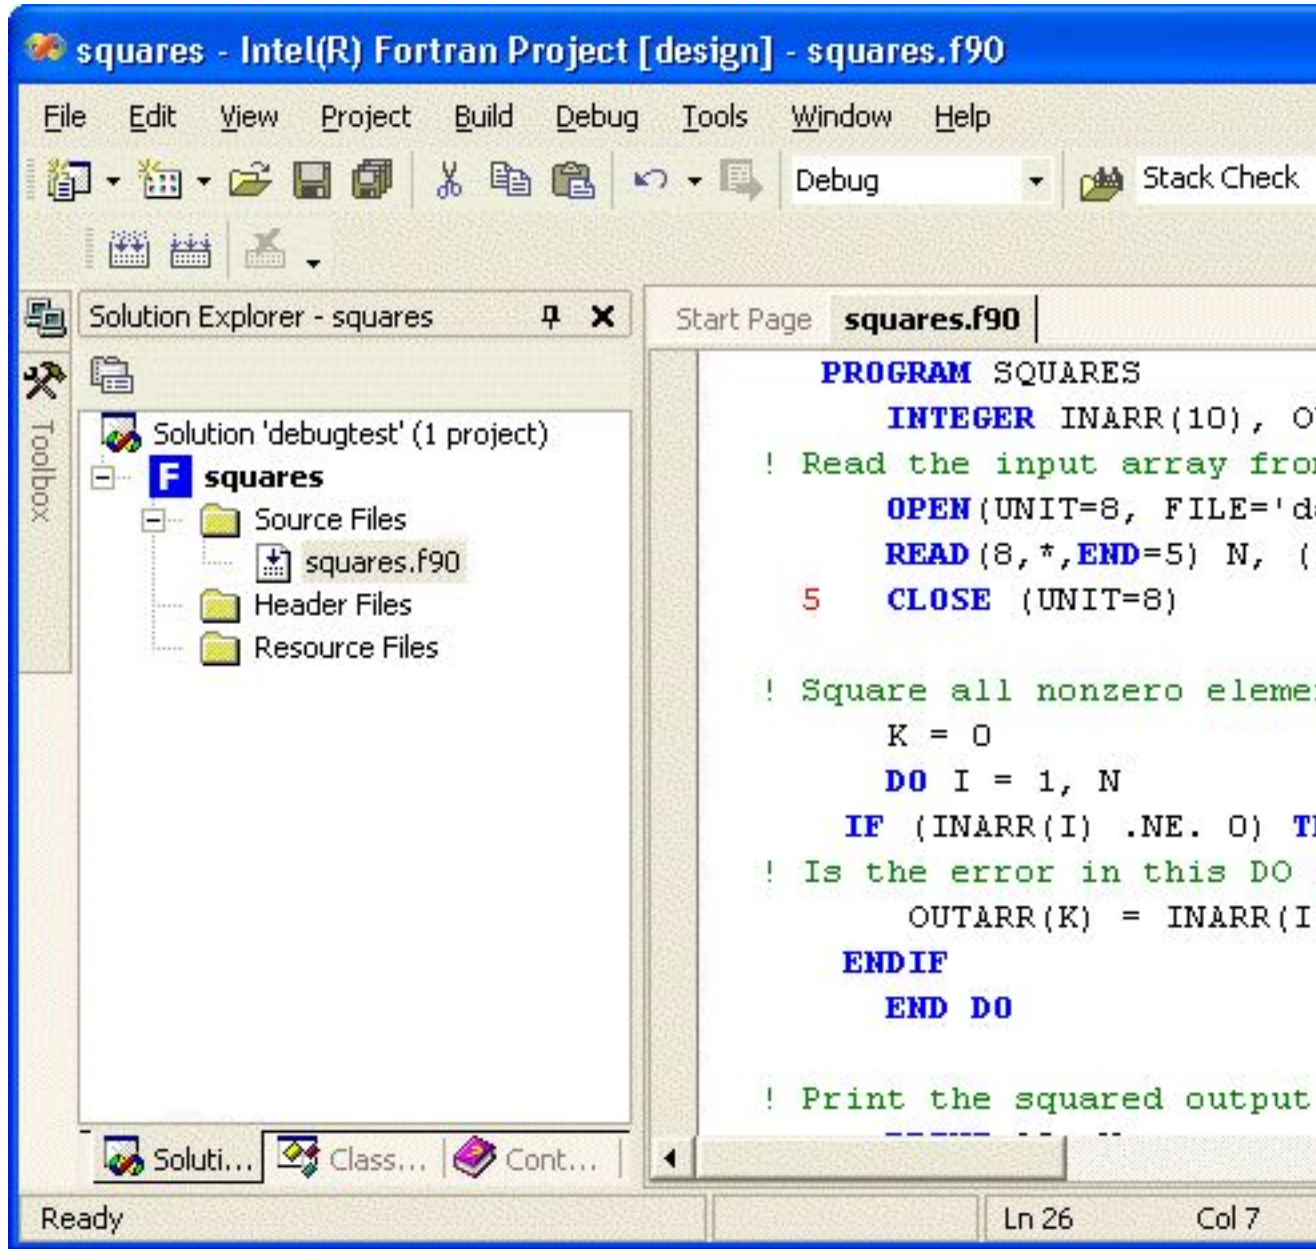 squares - Intel(R) Fortran Project [design] - squares.f90
File Edit View Project Build Debug Tools Window Help
Debug Stack Check
Solution Explorer - squares
Start Page squares.f90
Toolbox
Solution 'debugtest' (1 project)
F squares
Source Files
squares.f90
Header Files
Resource Files
PROGRAM SQUARES
INTEGER INARR(10), O
! Read the input array fro
OPEN(UNIT=8, FILE='d
READ(8,*,END=5) N, (
5 CLOSE (UNIT=8)
! Square all nonzero eleme
K = 0
DO I = 1, N
IF (INARR(I) .NE. 0) T
! Is the error in this DO
OUTARR(K) = INARR(I
ENDIF
END DO
! Print the squared output
Soluti... Class... Cont...
Ready Ln 26 Col 7